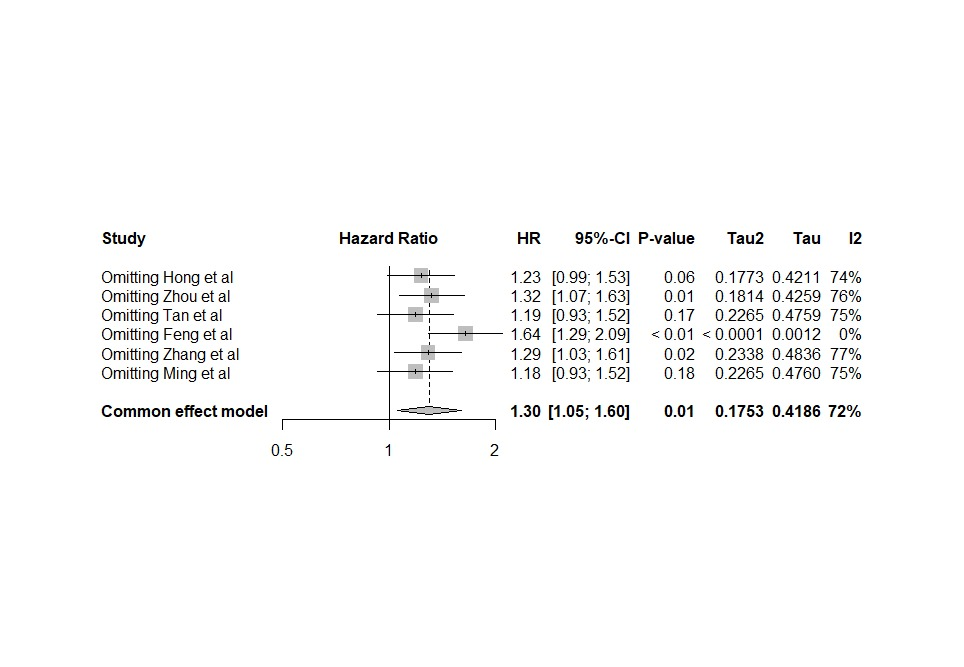 Study Hazard Ratio HR 95%-CI P-value Tau2 Tau I2
Omitting Hong et al 1.23 [0.99; 1.53] 0.06 0.1773 0.4211 74%
Omitting Zhou et al 1.32 [1.07; 1.63] 0.01 0.1814 0.4259 76%
Omitting Tan et al 1.19 [0.93; 1.52] 0.17 0.2265 0.4759 75%
Omitting Feng et al 1.64 [1.29; 2.09] < 0.01 < 0.0001 0.0012 0%
Omitting Zhang et al 1.29 [1.03; 1.61] 0.02 0.2338 0.4836 77%
Omitting Ming et al 1.18 [0.93; 1.52] 0.18 0.2265 0.4760 75%
Common effect model 1.30 [1.05; 1.60] 0.01 0.1753 0.4186 72%
0.5 1 2